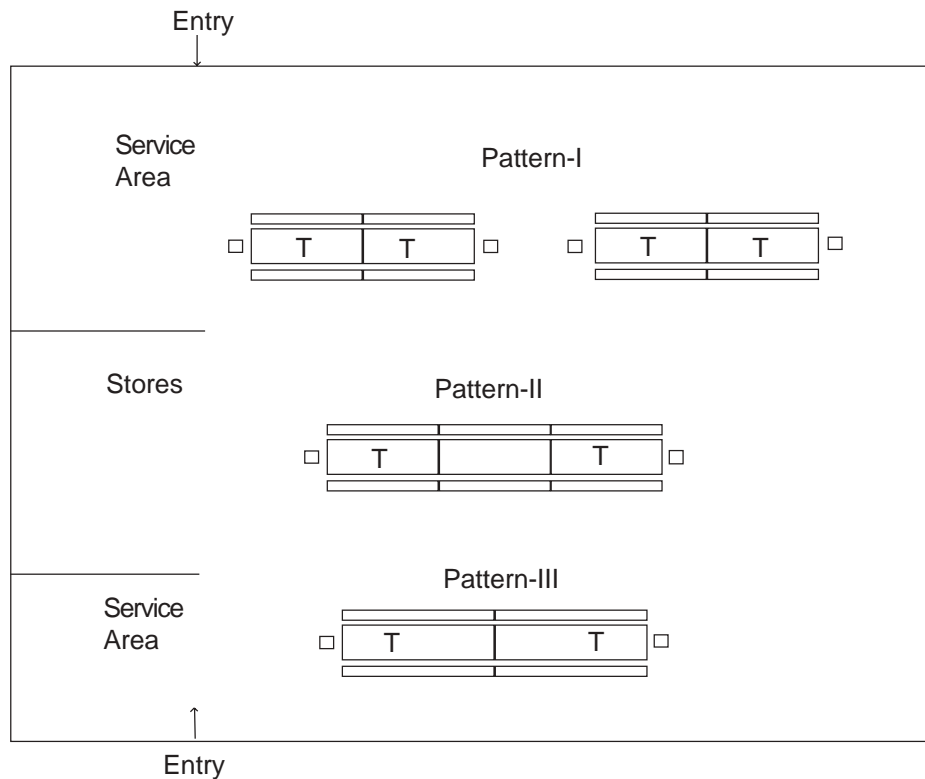 Entry
Service
Area
Pattern-I
T T T T
Stores
Pattern-II
T T
Pattern-III
Service
Area
T T
Entry